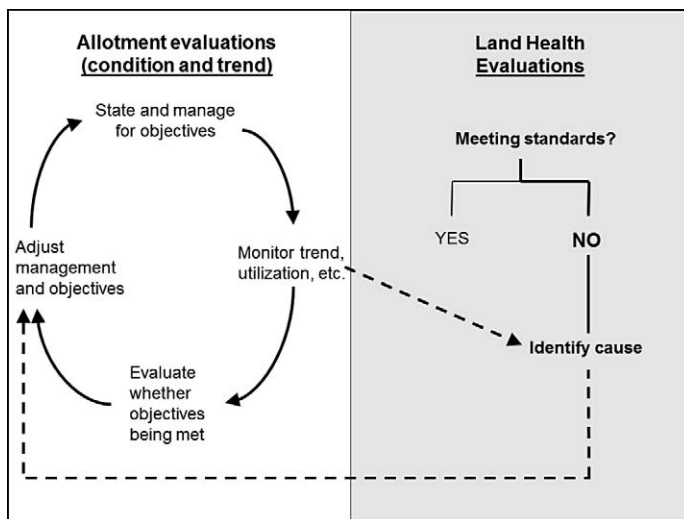 Allotment evaluations
(condition and trend)
State and manage
for objectives
Monitor trend,
utilization, etc.
Evaluate
whether
objectives
being met
Adjust
management
and objectives
Land Health
Evaluations
Meeting standards?
YES
NO
Identify cause